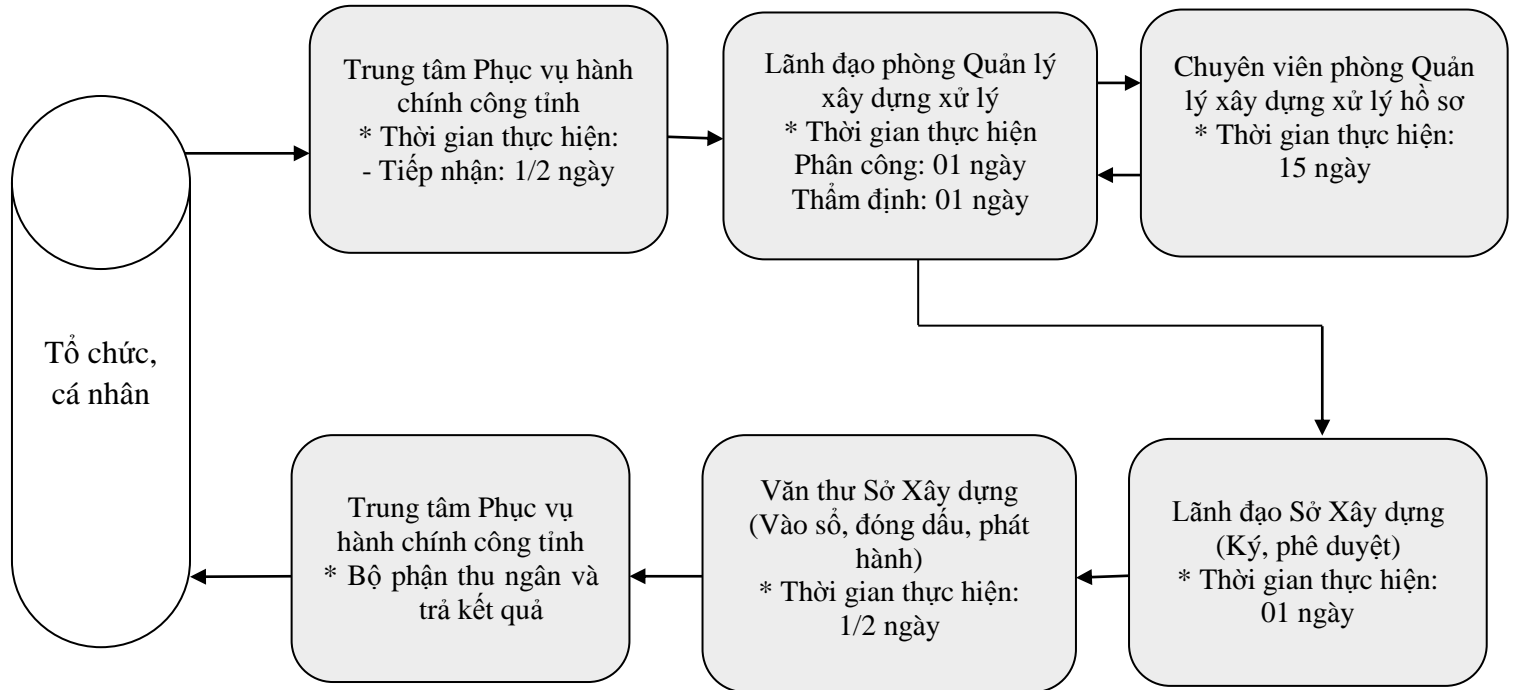 Trung tâm Phục vụ hành
chính công tỉnh
* Thời gian thực hiện:
- Tiếp nhận: 1/2 ngày
Lãnh đạo phòng Quản lý
xây dựng xử lý
* Thời gian thực hiện
Phân công: 01 ngày
Thẩm định: 01 ngày
Chuyên viên phòng Quản
lý xây dựng xử lý hồ sơ
* Thời gian thực hiện:
15 ngày
Tổ chức,
cá nhân
Trung tâm Phục vụ
hành chính công tỉnh
* Bộ phận thu ngân và
trả kết quả
Văn thư Sở Xây dựng
(Vào sổ, đóng dấu, phát
hành)
* Thời gian thực hiện:
1/2 ngày
Lãnh đạo Sở Xây dựng
(Ký, phê duyệt)
* Thời gian thực hiện:
01 ngày